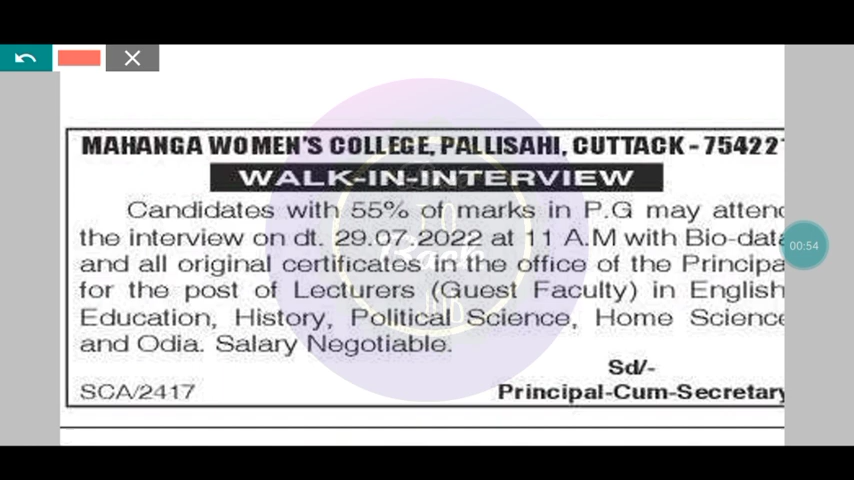 MAHANGA WOMEN'S COLLEGE, PALLISAHI, CUTTACK - 75422
WALK-IN-INTERVIEW
Candidates with 55% of marks in P.G may atten
the interview on dt. 29.07.2022 at 11 A.M with Bio-data
and all original certificates in the office of the Principa
for the post of Lecturers (Guest Faculty) in English
Education, History, Political Science, Home Science
and Odia. Salary Negotiable.
Sd/-
SCA/2417 Principal-Cum-Secretary
00:54